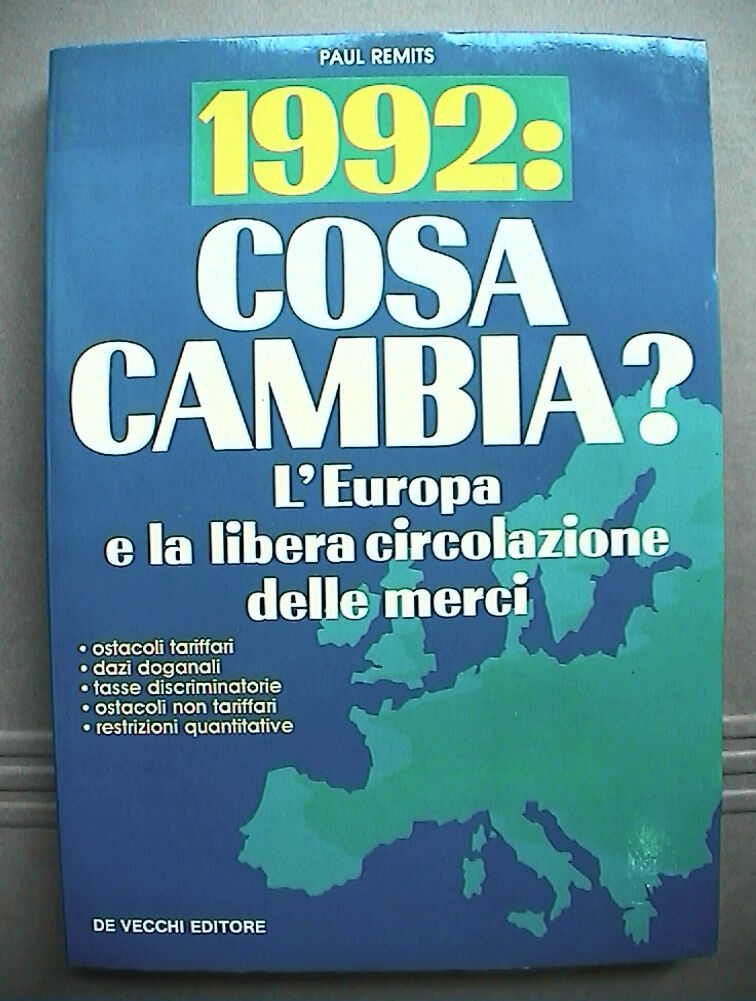 PAUL REMITS
1992:
COSA
CAMBIA?
L'Europa
e la libera circolazione
delle merci
• ostacoli tariffari
• dazi doganali
• tasse discriminatorie
• ostacoli non tariffari
• restrizioni quantitative
DE VECCHI EDITORE